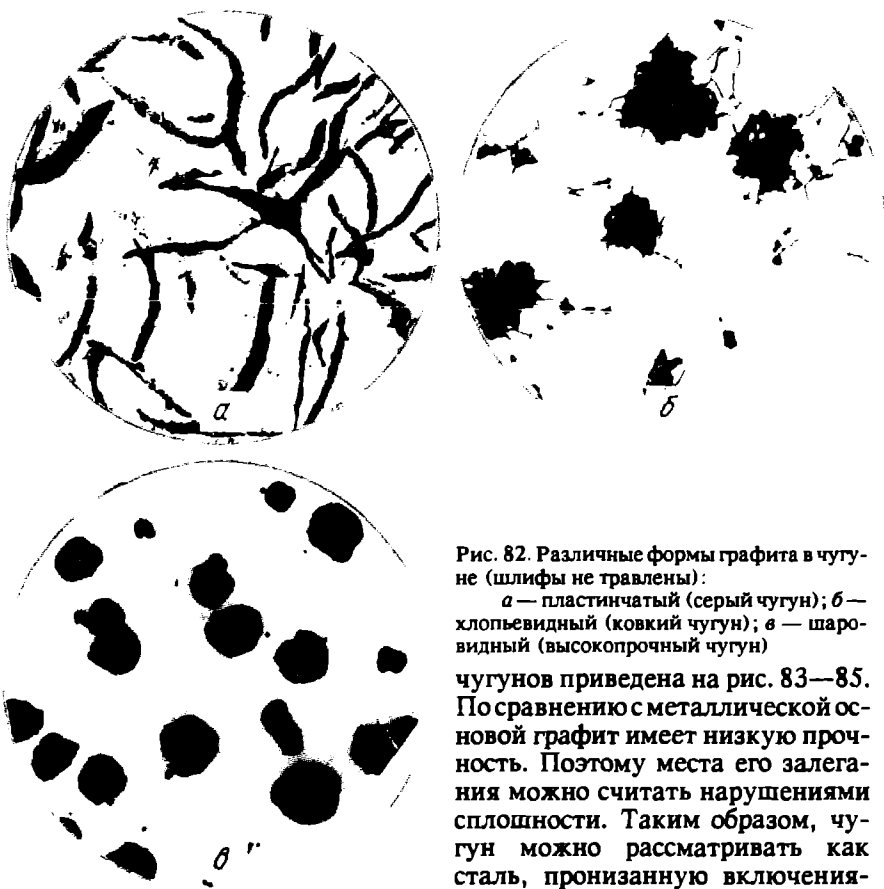 а
б
в
Рис. 82. Различные формы графита в чугу-
не (шлифы не травлены):
а — пластинчатый (серый чугун); б —
хлопьевидный (ковкий чугун); в — шаро-
видный (высокопрочный чугун)
чугунов приведена на рис. 83—85.
По сравнению с металлической ос-
новой графит имеет низкую проч-
ность. Поэтому места его залега-
ния можно считать нарушениями
сплошности. Таким образом, чу-
гун можно рассматривать как
сталь, пронизанную включения-